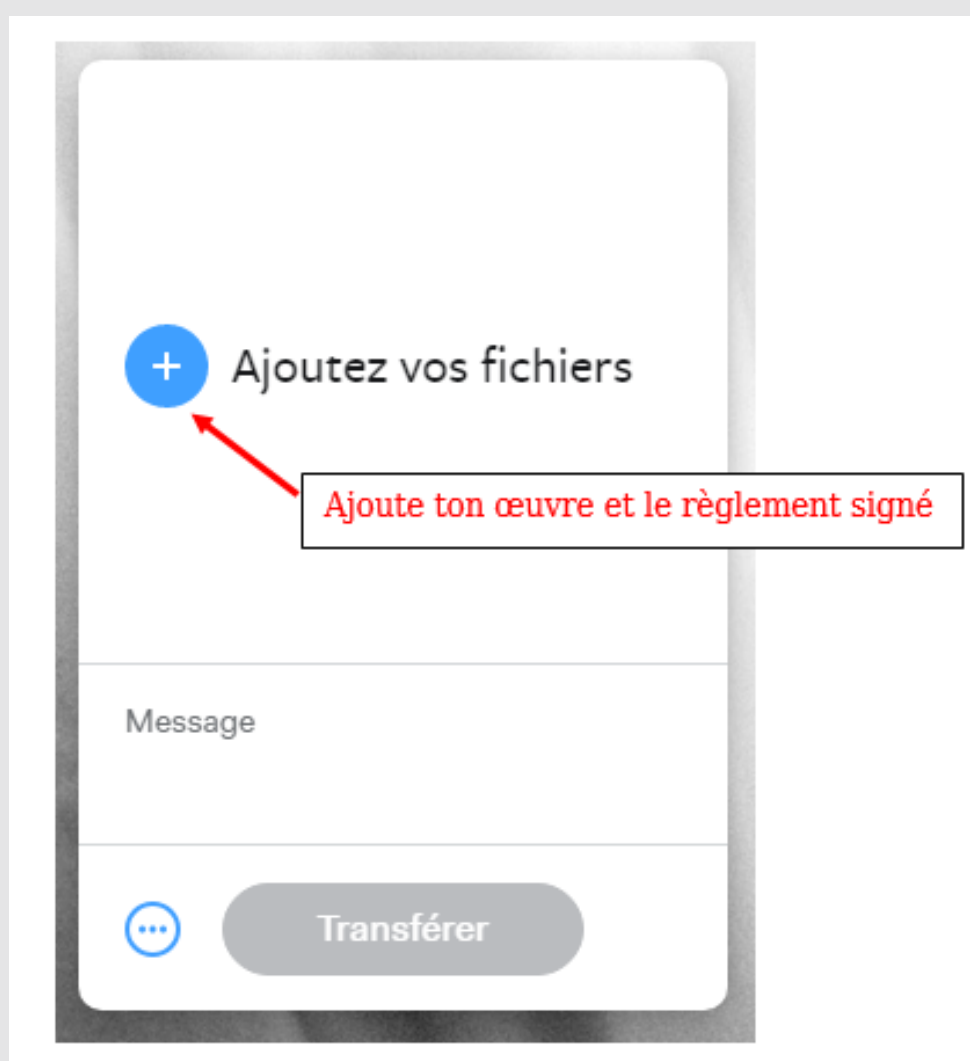 Ajoutez vos fichiers
Ajoute ton œuvre et le règlement signé
Message
Transférer